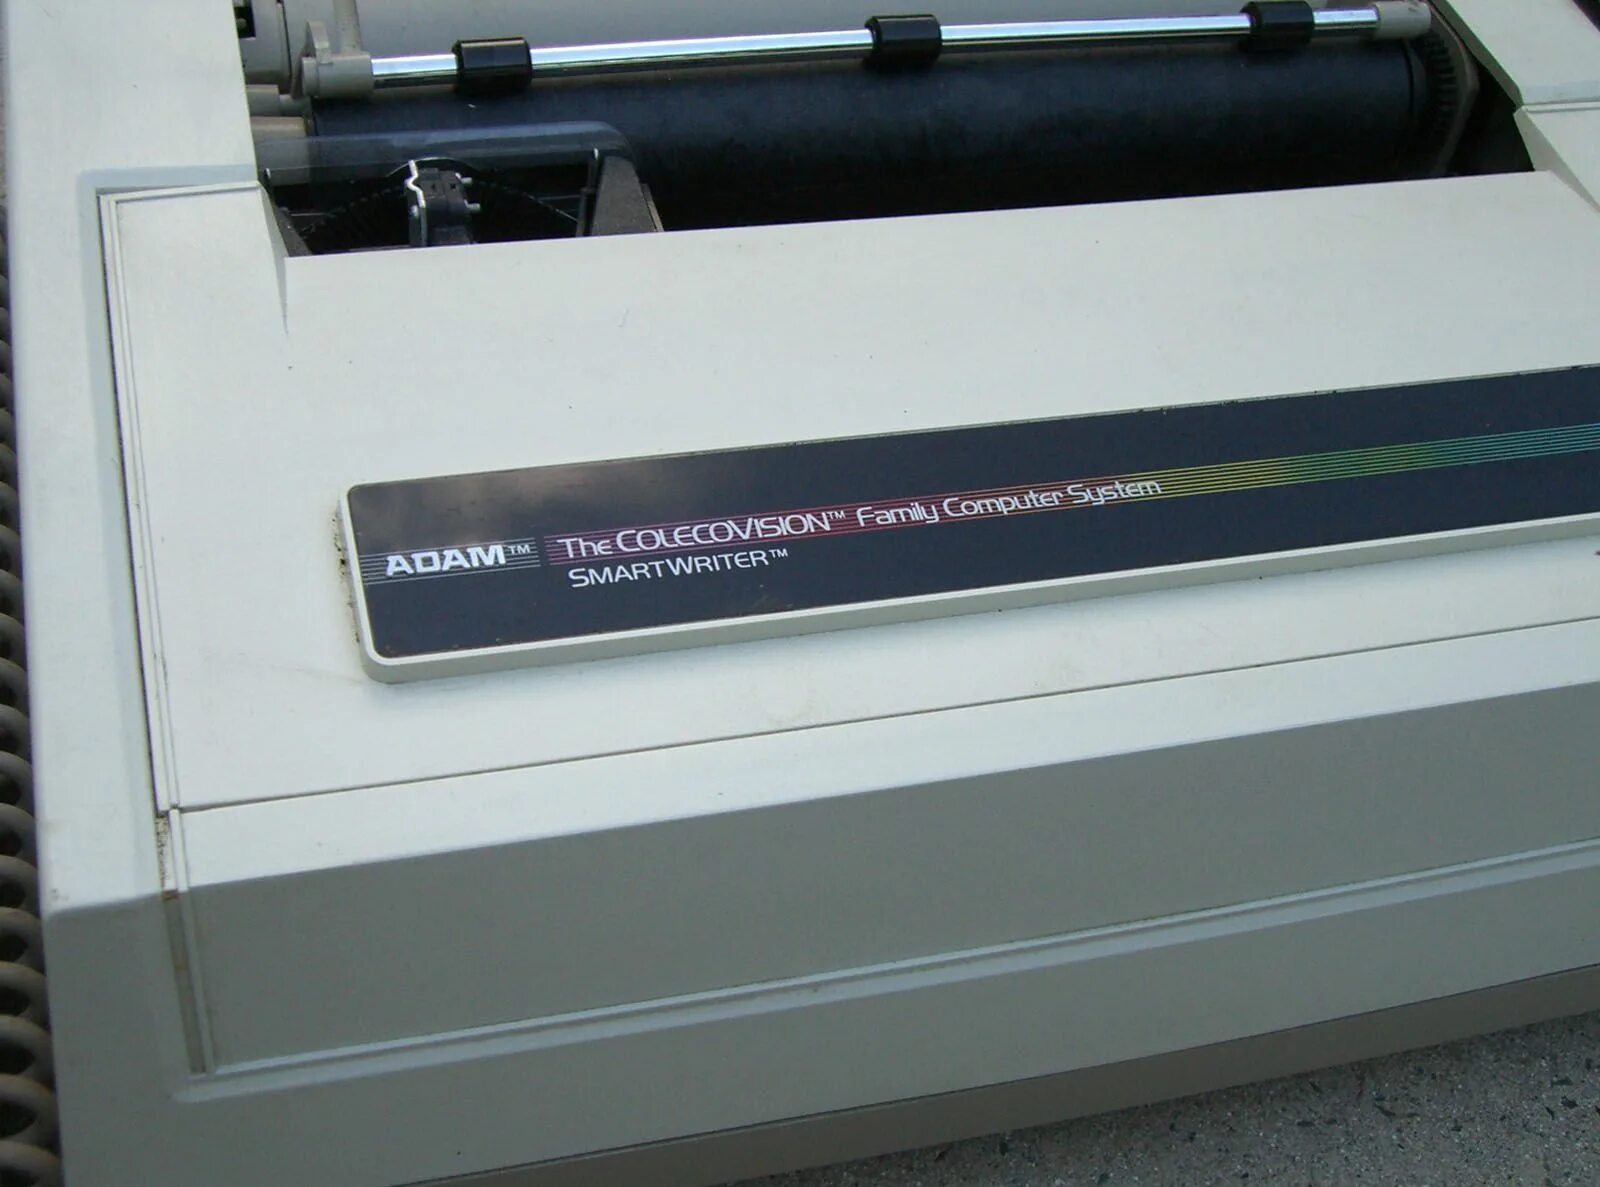 ADAM™ The COLECOVISION™ Family Computer System
SMARTWRITER™